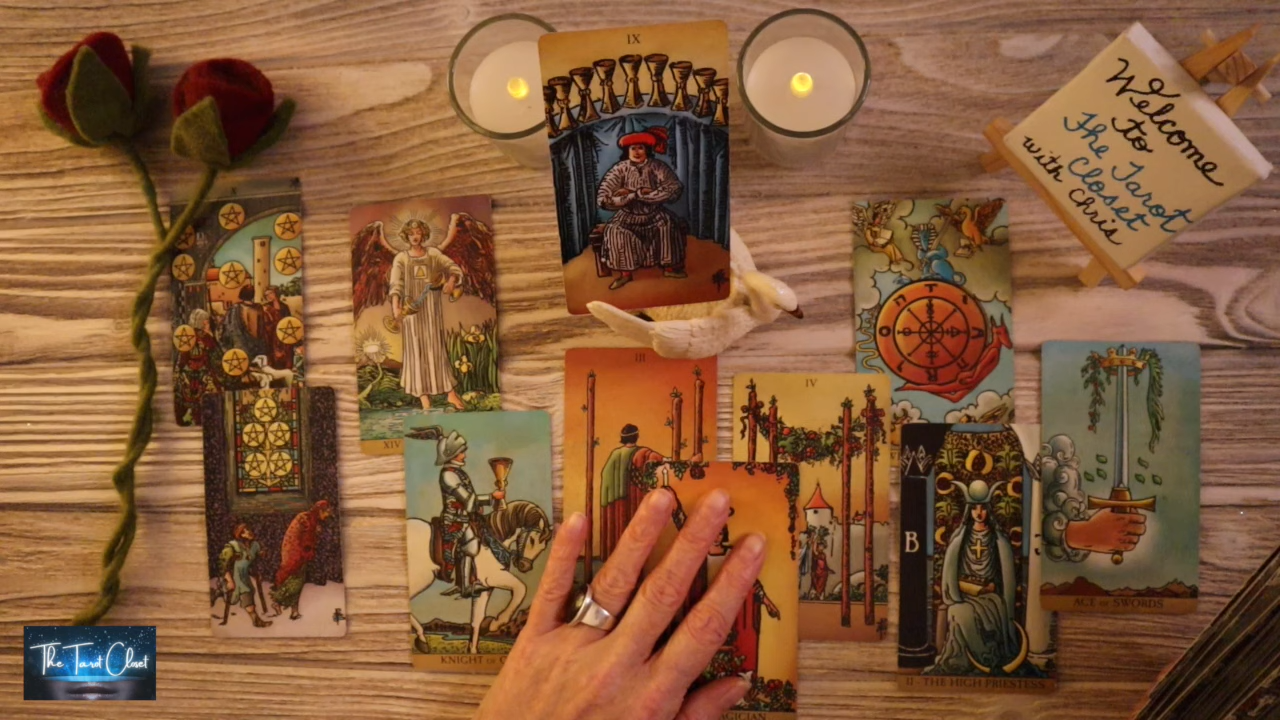 IX
Welcome
to
The Tarot
Closet
with Chris
X
XIV
III
IV
B
KNIGHT OF C
II - THE HIGH PRIESTESS
ACE OF SWORDS
AGICIAN
The Tarot Closet